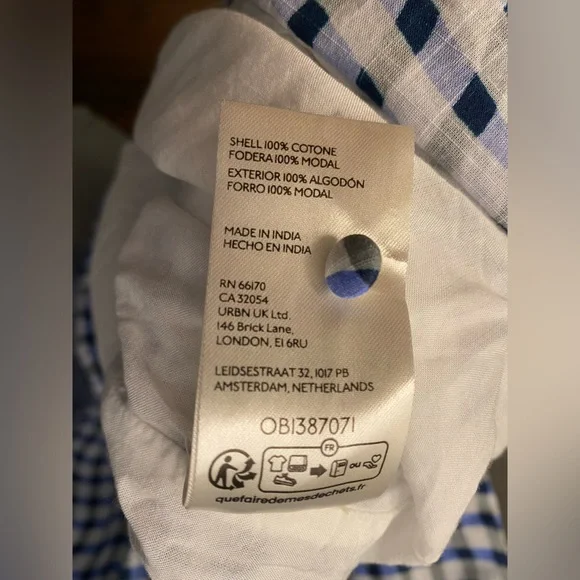 SHELL 100% COTONE
FODERA 100% MODAL
EXTERIOR 100% ALGODÓN
FORRO 100% MODAL
MADE IN INDIA
HECHO EN INDIA
RN 66170
CA 32054
URBN UK Ltd.
146 Brick Lane,
LONDON, E1 6RU
LEIDSESTRAAT 32, 1017 PB
AMSTERDAM, NETHERLANDS
OB1387071
FR
OU
quefairedemesdechets.fr